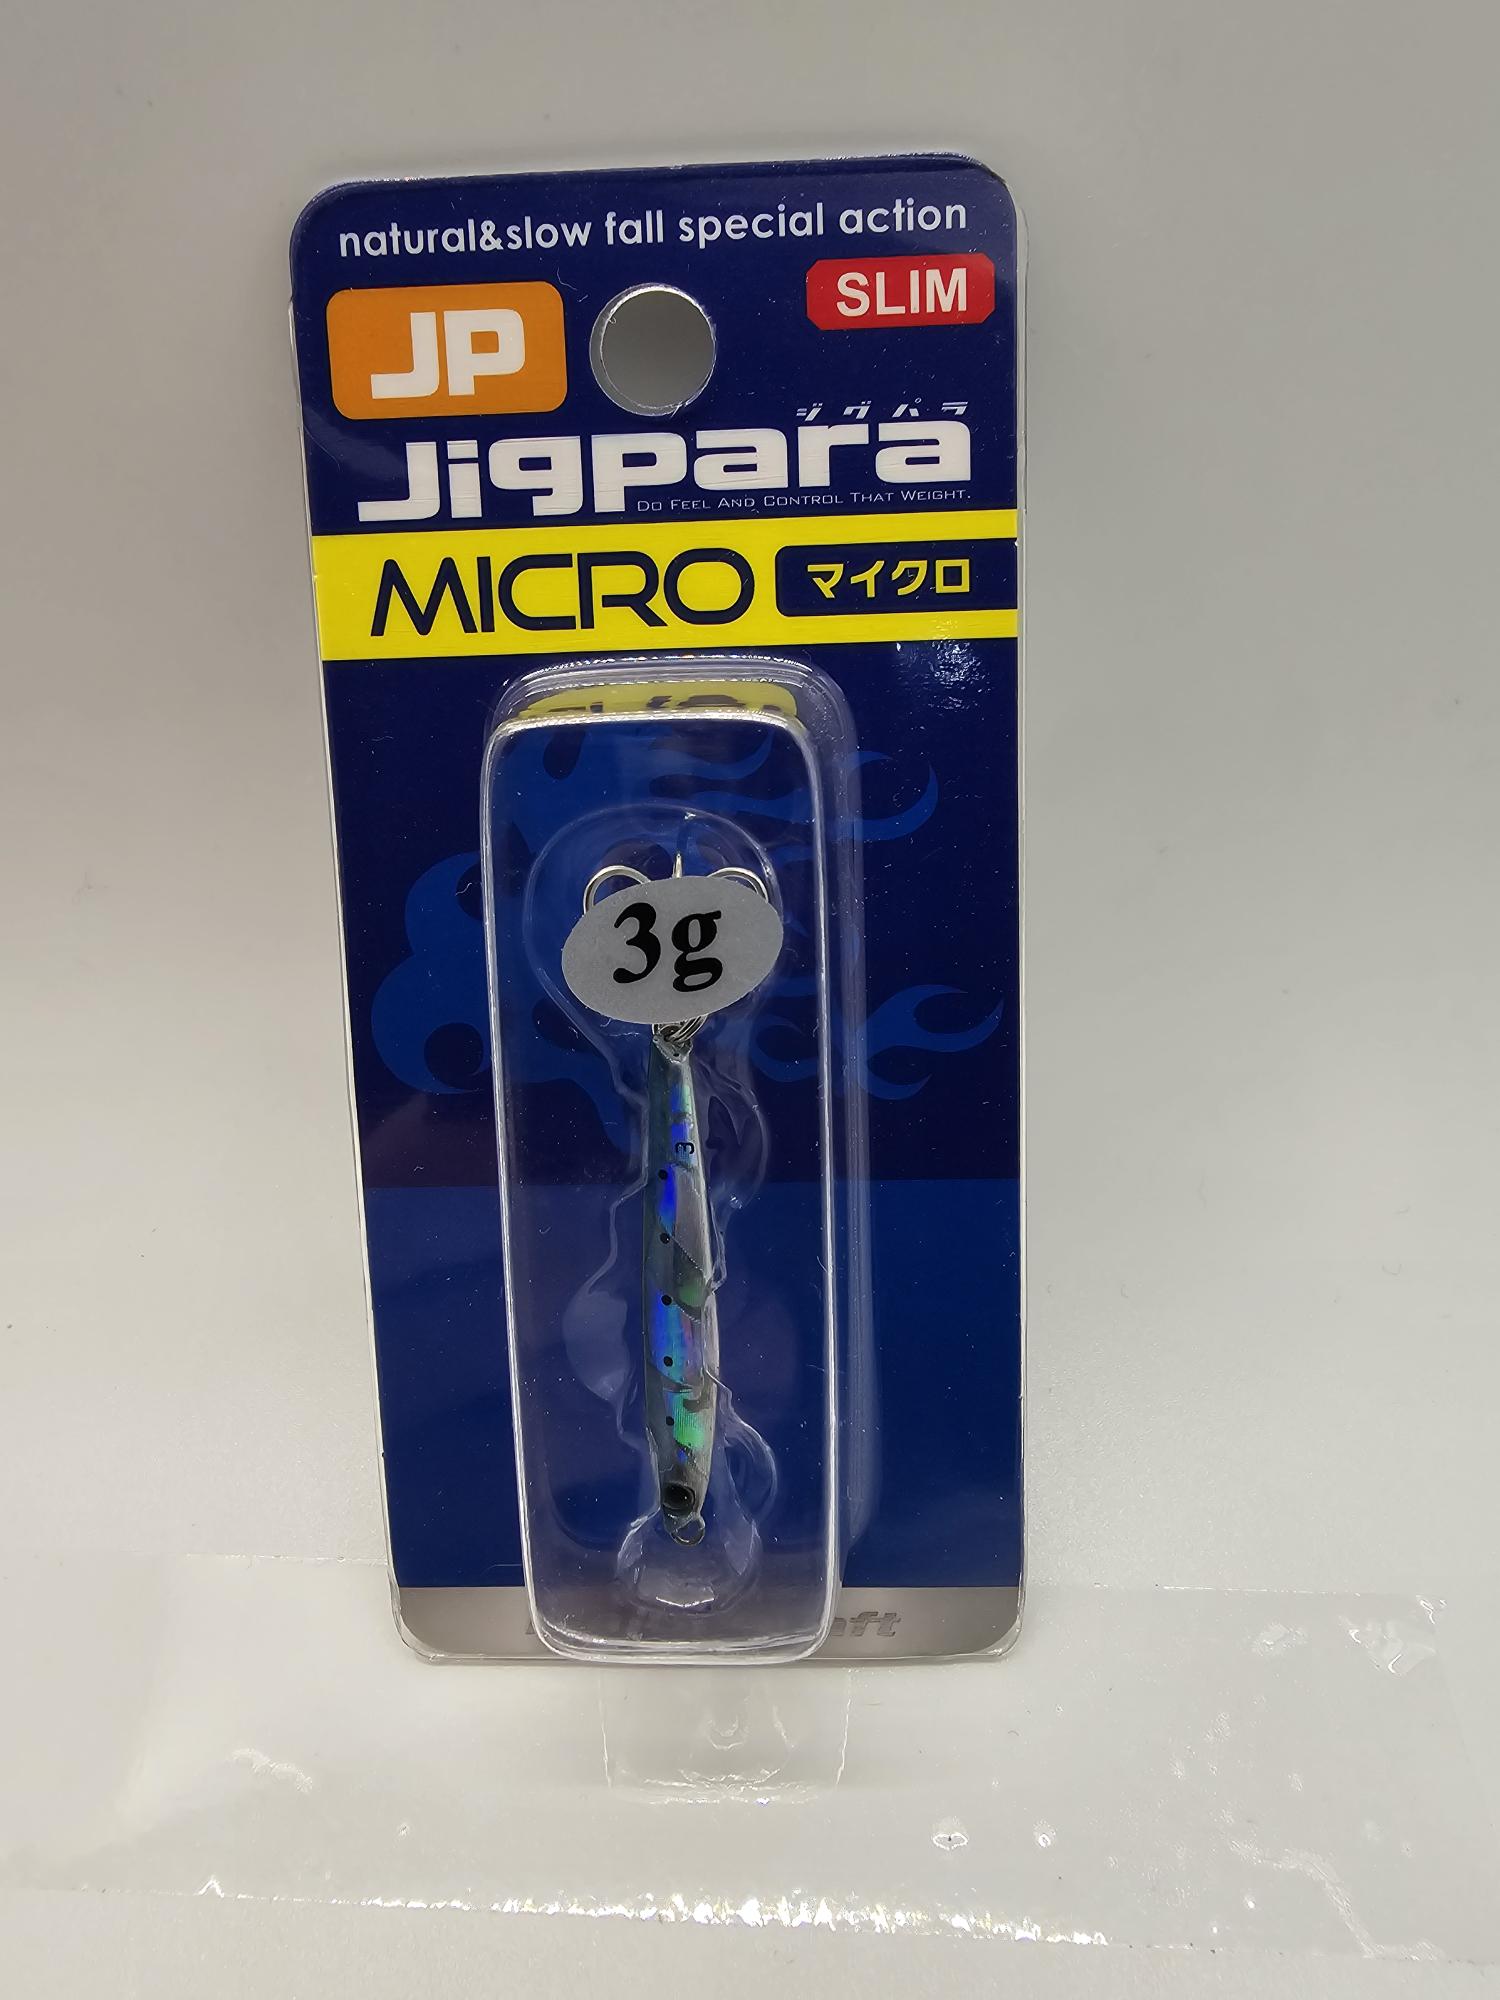 natural&slow fall special action
JP
SLIM
ジグパラ
Jigpara
DO FEEL AND CONTROL THAT WEIGHT.
MICRO マイクロ
3g
3